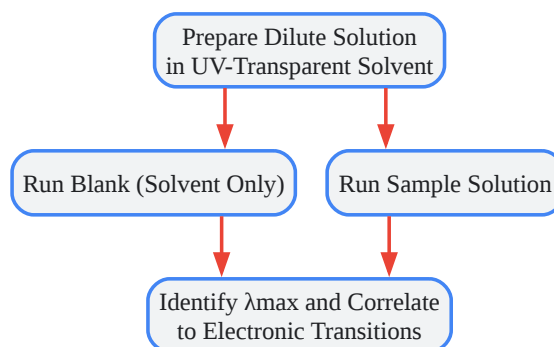 Prepare Dilute Solution
in UV-Transparent Solvent
Run Blank (Solvent Only)
Run Sample Solution
Identify λmax and Correlate
to Electronic Transitions